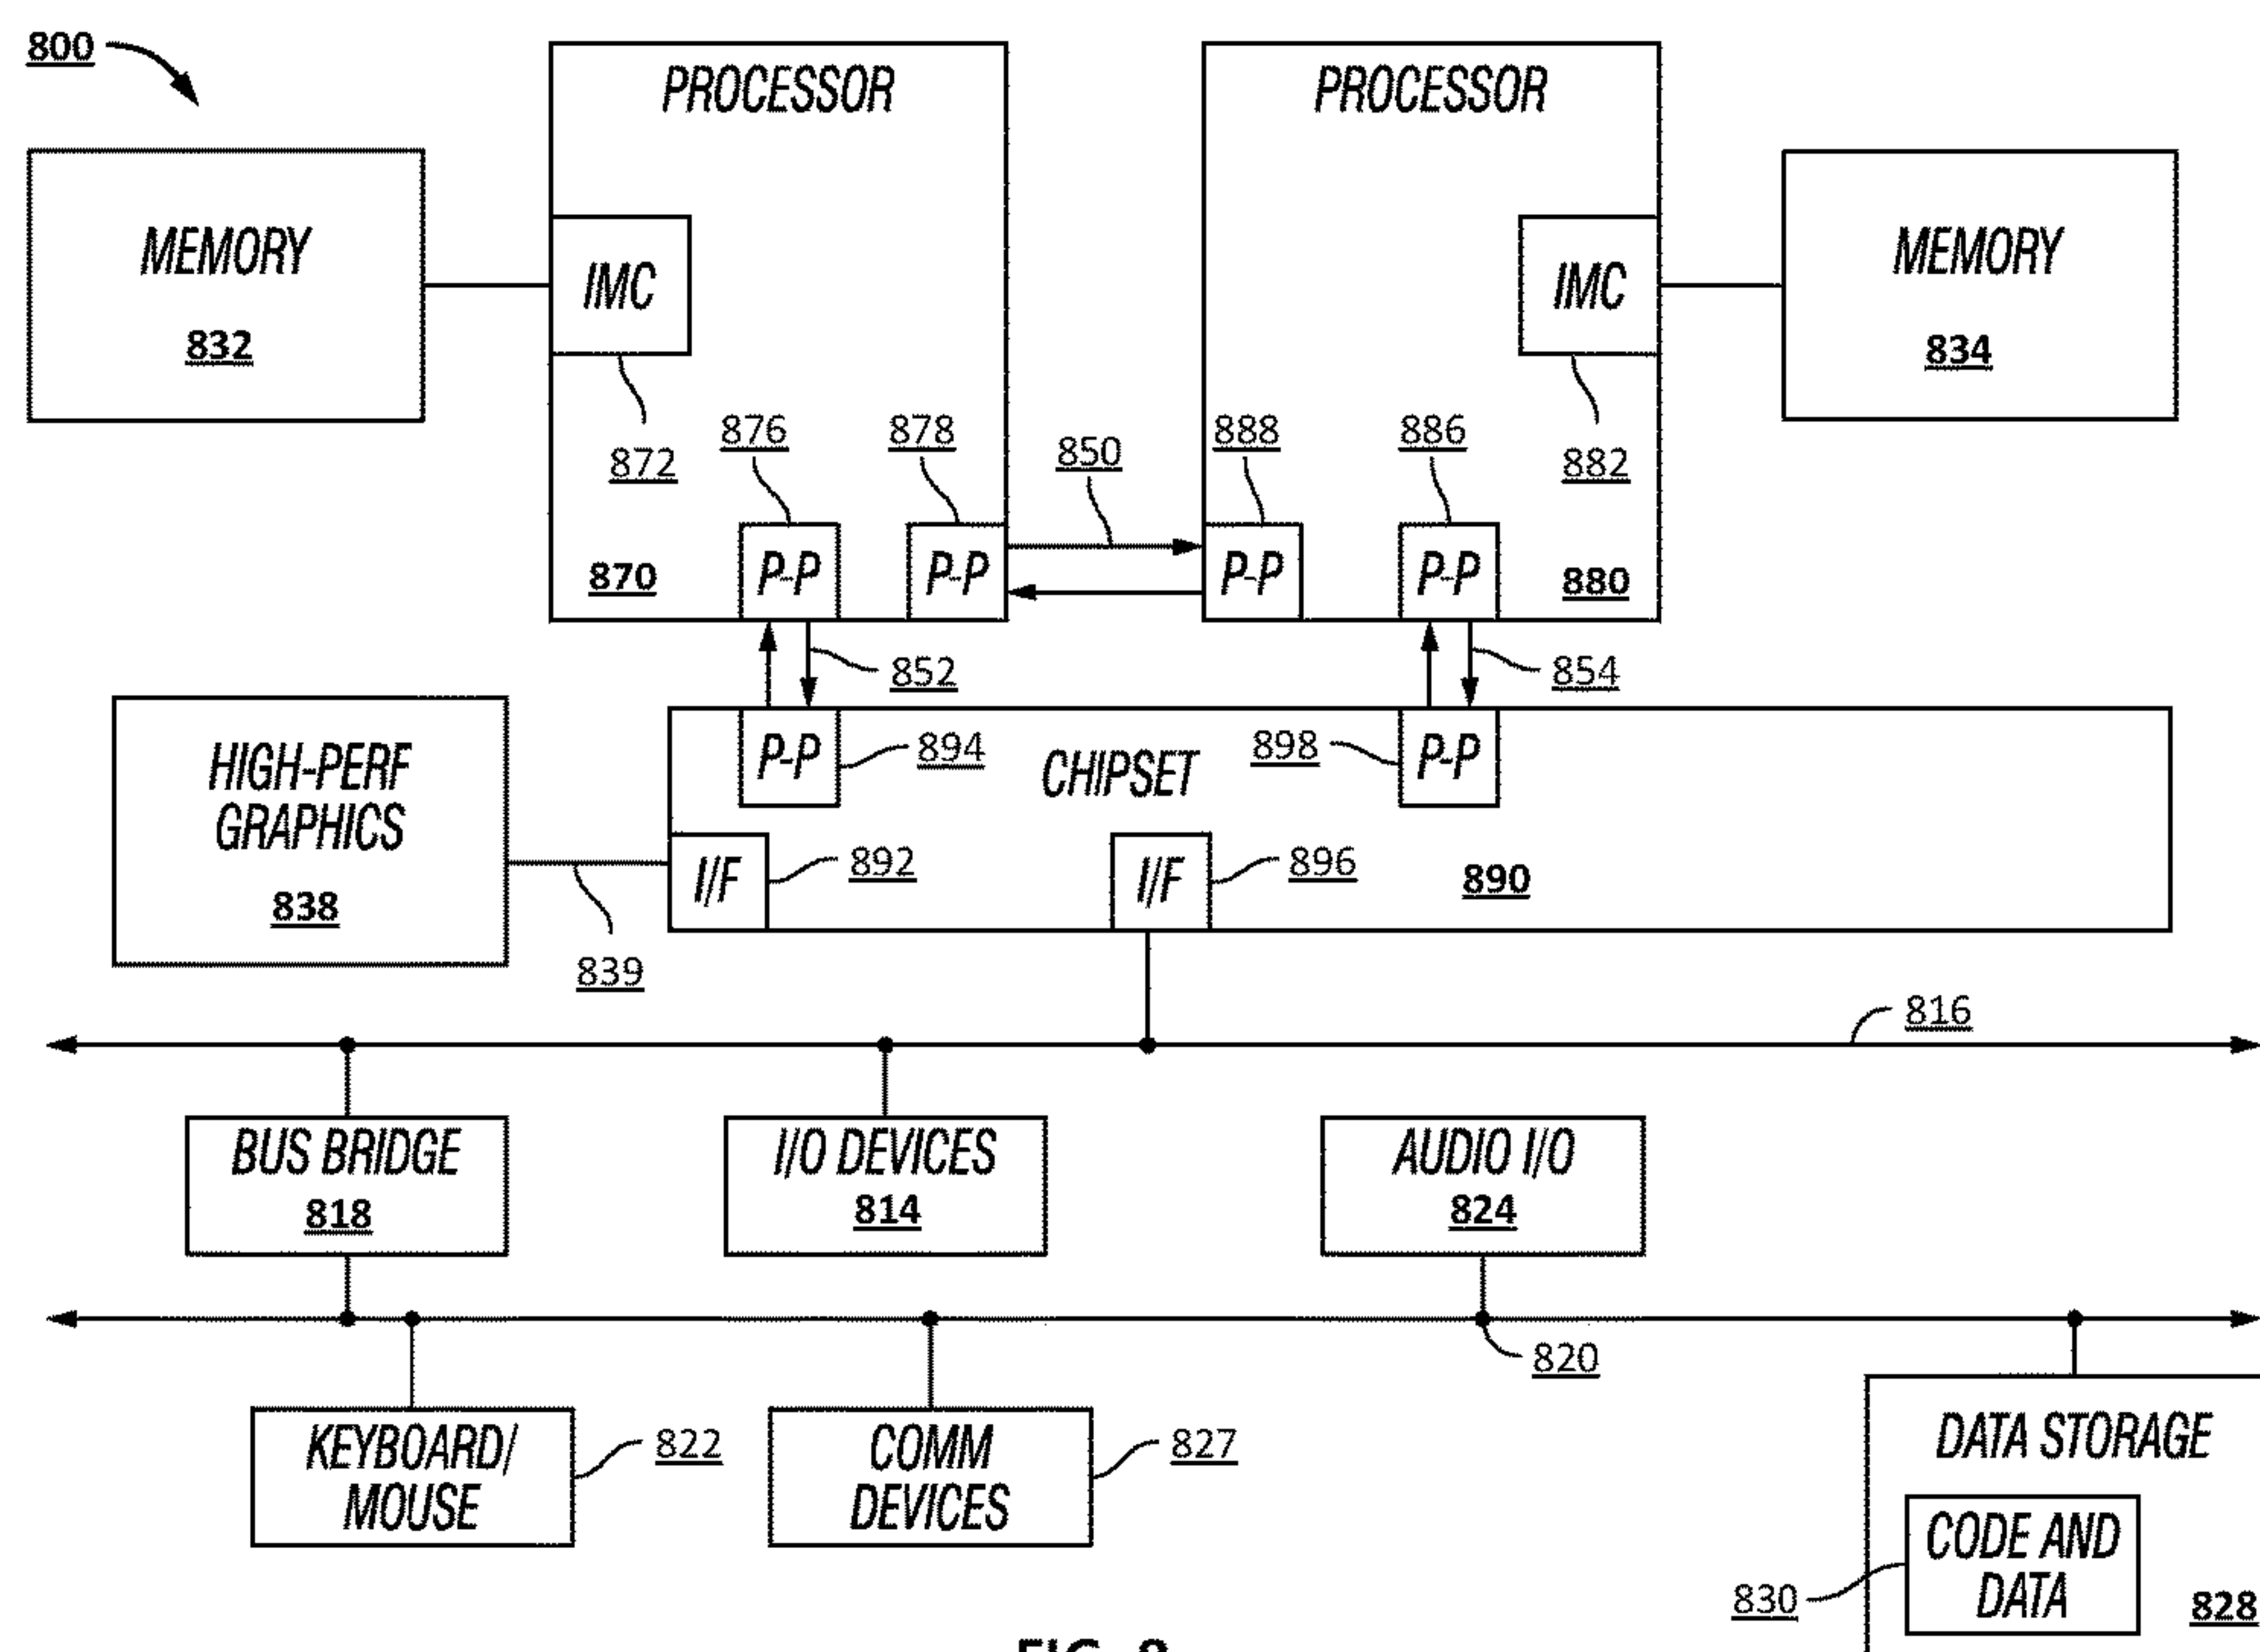 800
PROCESSOR
PROCESSOR
MEMORY
832
IMC
872
IMC
882
MEMORY
834
876
878
850
888
886
870
P-P
P-P
P-P
P-P
880
852
854
HIGH-PERF
GRAPHICS
838
839
P-P
894
CHIPSET
898
P-P
I/F
892
I/F
896
890
816
BUS BRIDGE
818
I/O DEVICES
814
AUDIO I/O
824
820
KEYBOARD/
MOUSE
822
COMM
DEVICES
827
DATA STORAGE
CODE AND
DATA
830
828
FIG. 8